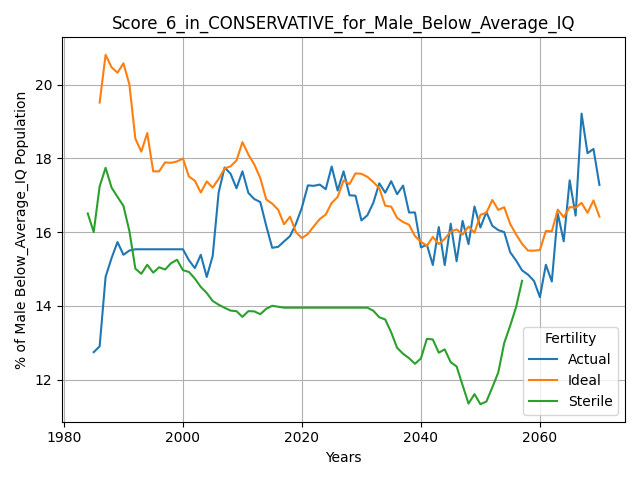 Score_6_in_CONSERVATIVE_for_Male_Below_Average_IQ
% of Male Below_Average_IQ Population
20
18
16
14
12
1980
2000
2020
2040
2060
Years
Fertility
Actual
Ideal
Sterile